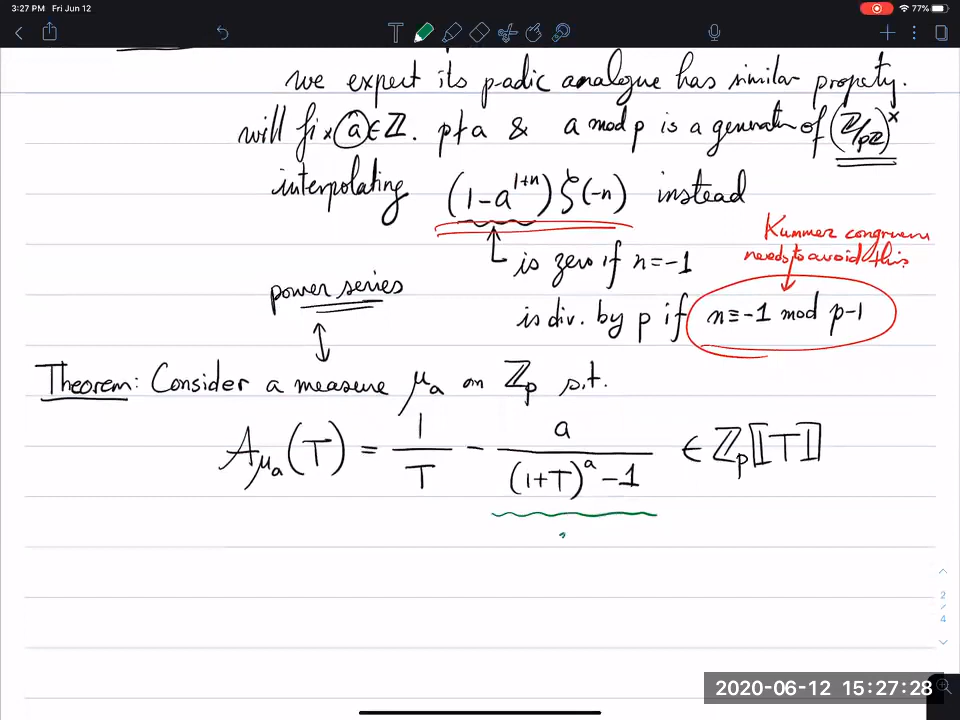 3:27 PM Fri Jun 12
77%
we expect its p-adic analogue has similar property.
will fix a ∈ ℤ. p∤a & a mod p is a generator of (ℤ/pℤ)^×
interpolating (1-a^{1+n}) ζ(-n) instead
Kummer congruence
needs to avoid this
is zero if n=-1
power series
is div. by p if n≡-1 mod p-1
Theorem: Consider a measure μ_a on ℤ_p s.t.
A_{μ_a}(T) = 1/T - a/((1+T)^a -1) ∈ ℤ_p[[T]]
2
/
4
2020-06-12 15:27:28